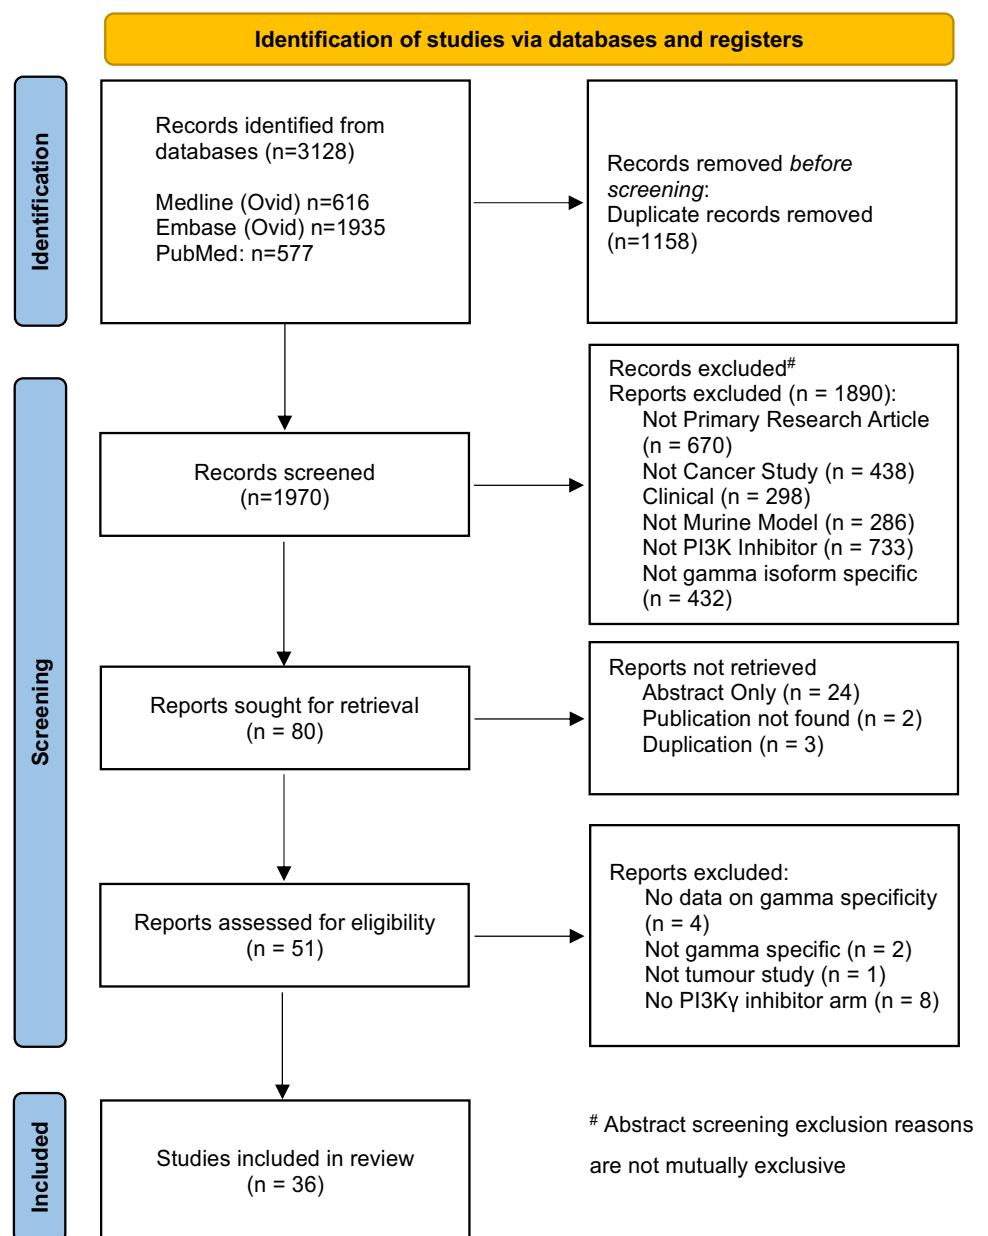 Identification of studies via databases and registers
Identification
Records identified from
databases (n=3128)
Medline (Ovid) n=616
Embase (Ovid) n=1935
PubMed: n=577
Records removed before
screening:
Duplicate records removed
(n=1158)
Screening
Records screened
(n=1970)
Records excluded#
Reports excluded (n = 1890):
Not Primary Research Article
(n = 670)
Not Cancer Study (n = 438)
Clinical (n = 298)
Not Murine Model (n = 286)
Not PI3K Inhibitor (n = 733)
Not gamma isoform specific
(n = 432)
Reports sought for retrieval
(n = 80)
Reports not retrieved
Abstract Only (n = 24)
Publication not found (n = 2)
Duplication (n = 3)
Reports assessed for eligibility
(n = 51)
Reports excluded:
No data on gamma specificity
(n = 4)
Not gamma specific (n = 2)
Not tumour study (n = 1)
No PI3Kγ inhibitor arm (n = 8)
Included
Studies included in review
(n = 36)
# Abstract screening exclusion reasons
are not mutually exclusive